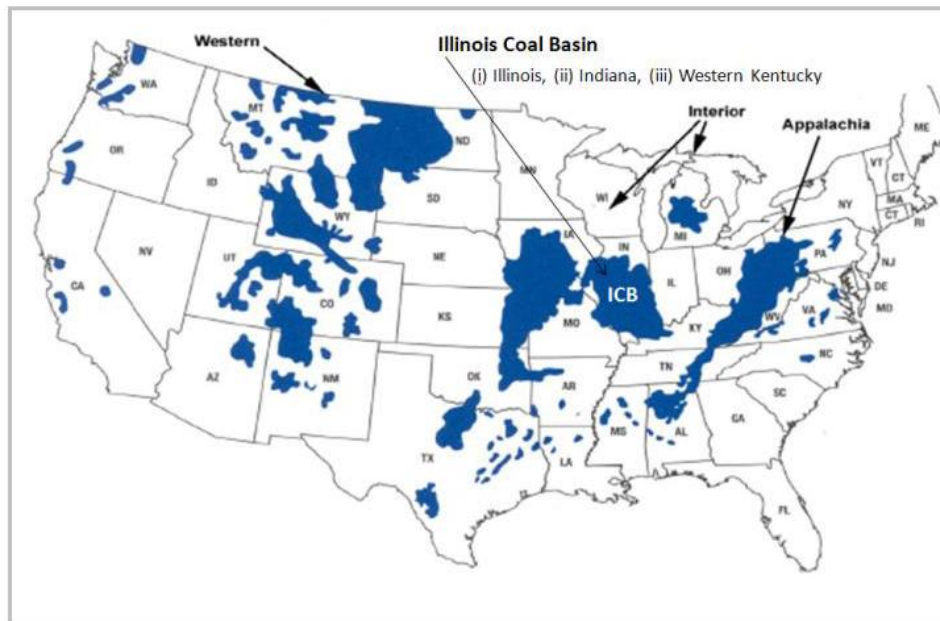 Illinois Coal Basin
(i) Illinois, (ii) Indiana, (iii) Western Kentucky
Western
Interior
Appalachia
WA
MT
ND
MN
ME
OR
ID
WY
SD
WI
MI
VT
CT
NY
MA
CT
RI
NV
UT
NE
IA
IN
IL
OH
PA
NJ
CA
CO
KS
MO
ICB
KY
WV
VA
DE
MD
AZ
NM
OK
AR
TN
NC
SC
TX
LA
MS
AL
GA
FL